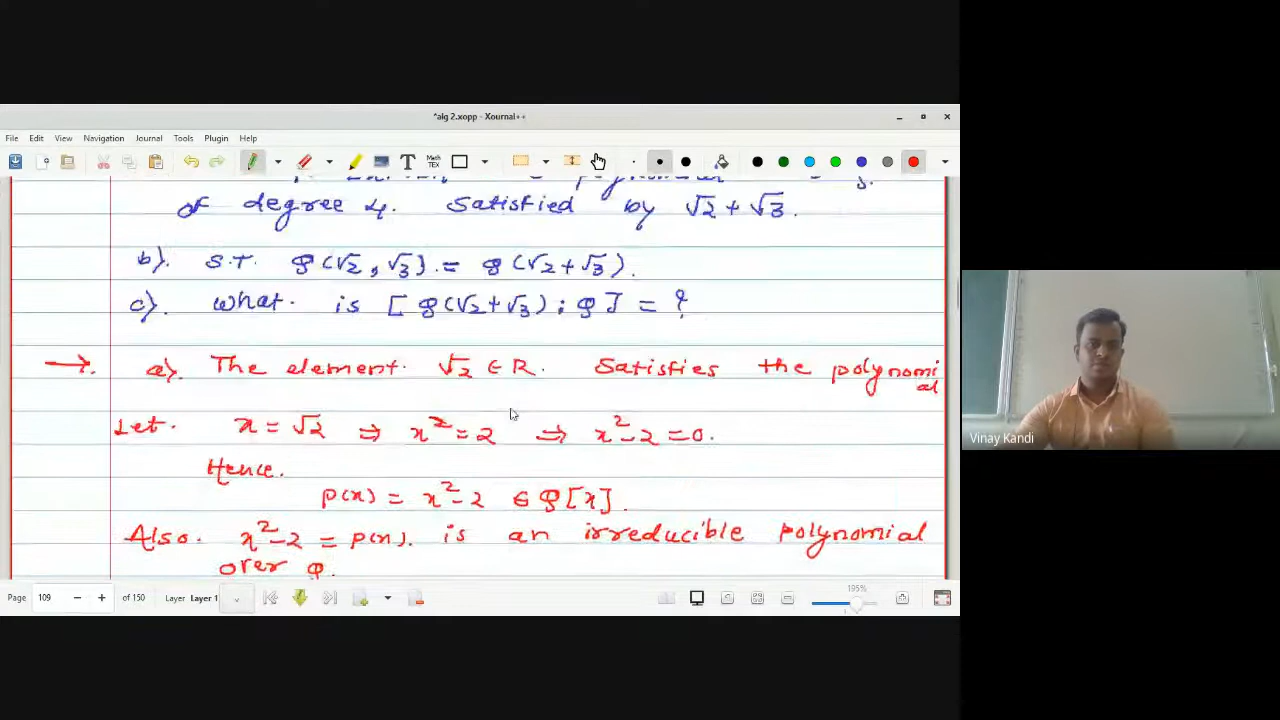 *alg 2.xopp - Xournal++
File Edit View Navigation Journal Tools Plugin Help
of degree 4. satisfied by √2 + √3.
b). S.T. Q(√2, √3). = Q(√2 + √3).
c). What. is [Q(√2 + √3) : Q] = ?
→. a). The element. √2 ∈ R. Satisfies the polynomial
Let. x = √2 ⇒ x² = 2 ⇒ x² - 2 = 0.
Hence.
p(x) = x² - 2 ∈ Q[x].
Also. x² - 2 = p(x). is an irreducible polynomial
over Q.
Vinay Kandi
Page 109 of 150 Layer Layer 1 195%